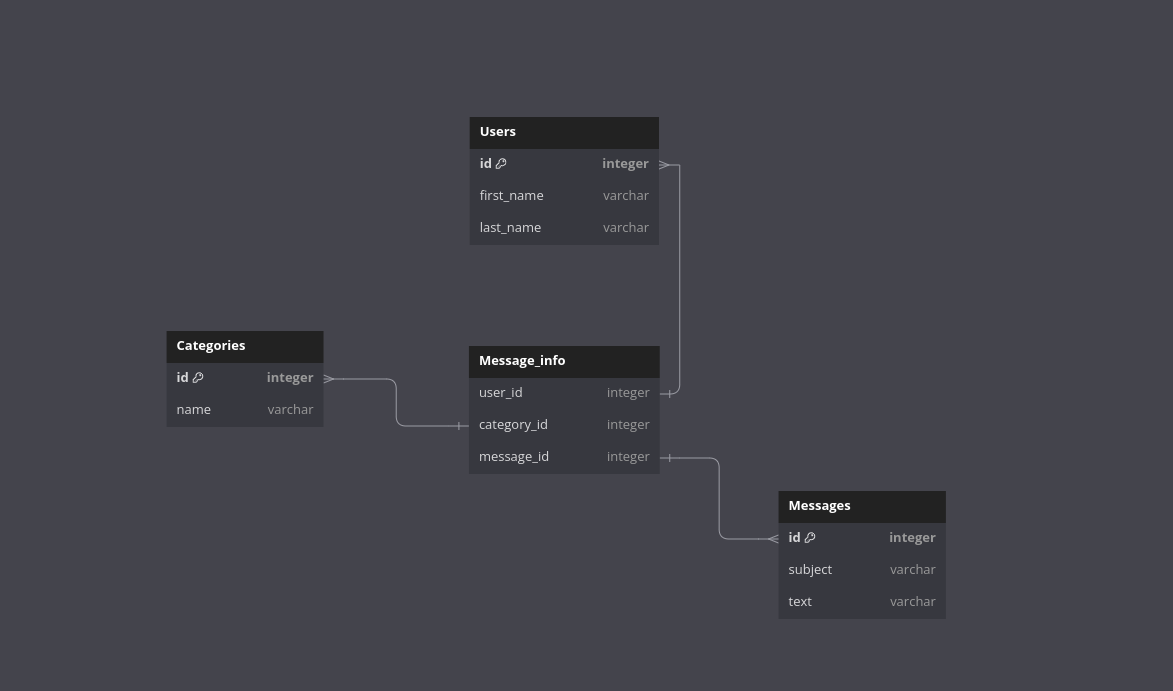 Users
id integer
first_name varchar
last_name varchar
Categories
id integer
name varchar
Message_info
user_id integer
category_id integer
message_id integer
Messages
id integer
subject varchar
text varchar